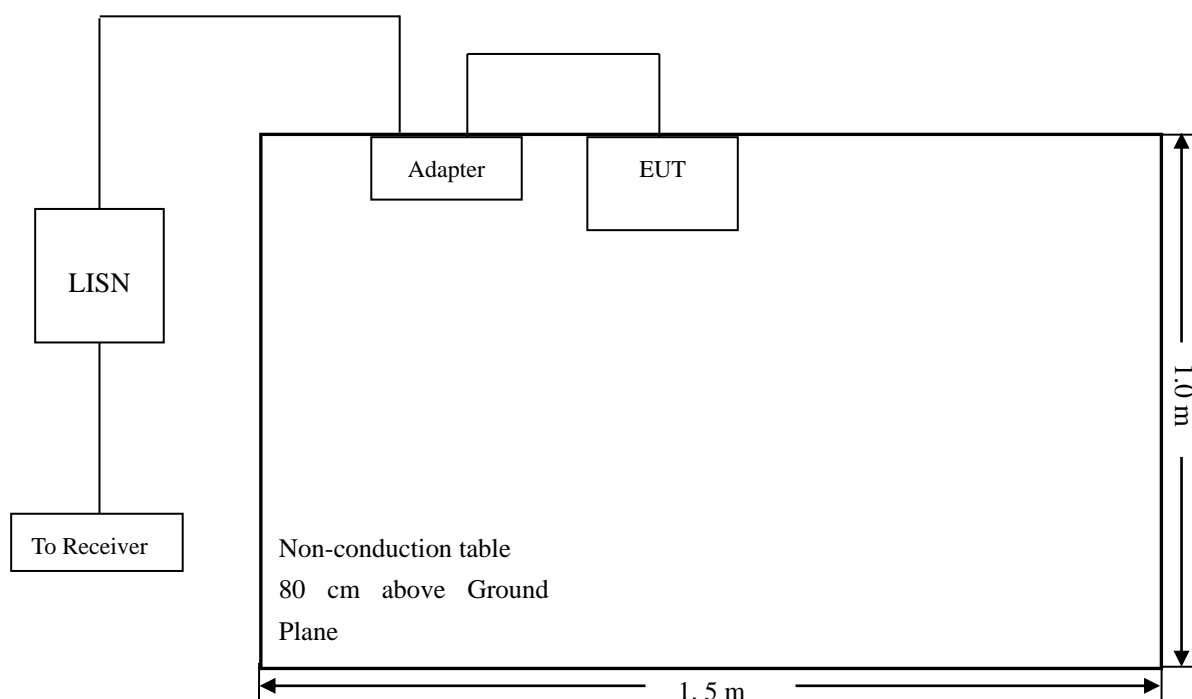 Adapter
EUT
LISN
1.0 m
To Receiver
Non-conduction table
80 cm above Ground
Plane
1. 5 m